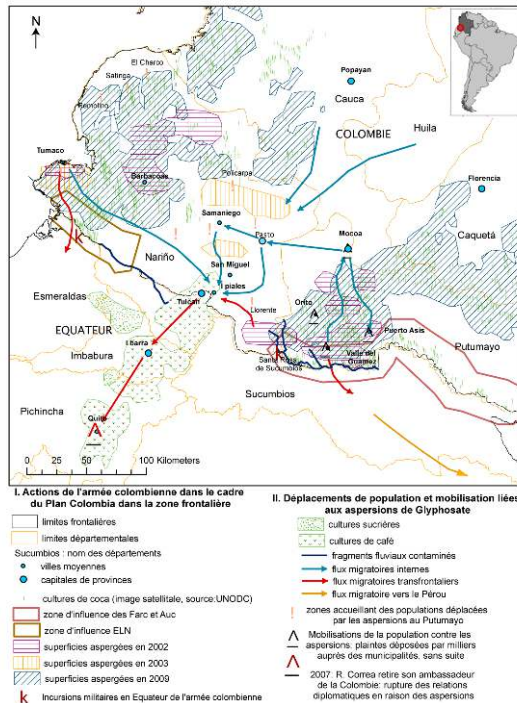 N
El Charco
Satinga
Remolino
Popayan
Cauca
COLOMBIE
Huila
Tumaco
Barbacoas
Policarpa
Florencia
Samaniego
Pasto
Mocoa
Caquetá
Nariño
San Miguel
Ipiales
Tulcan
Esmeraldas
Llorente
Orito
Puerto Asis
EQUATEUR
Ibarra
Imbabura
Santa Rosa
de Sucumbios
Valle del
Guamez
Putumayo
Sucumbios
Pichincha
Quito
0 50 100 Kilometers
I. Actions de l'armée colombienne dans le cadre
du Plan Colombia dans la zone frontalière
limites frontalières
limites départementales
Sucumbios : nom des départements
villes moyennes
capitales de provinces
cultures de coca (image satellitale, source:UNODC)
zone d'influence des Farc et Auc
zone d'influence ELN
superficies aspergées en 2002
superficies aspergées en 2003
superficies aspergées en 2009
k Incursions militaires en Equateur de l'armée colombienne
II. Déplacements de population et mobilisation liées
aux aspersions de Glyphosate
cultures sucrières
cultures de café
fragments fluviaux contaminés
flux migratoires internes
flux migratoires transfrontaliers
flux migratoire vers le Pérou
zones accueillant des populations déplacées
par les aspersions au Putumayo
Mobilisations de la population contre les
aspersions: plaintes déposées par milliers
auprès des municipalités, sans suite
2007: R. Correa retire son ambassadeur
de la Colombie: rupture des relations
diplomatiques en raison des aspersions